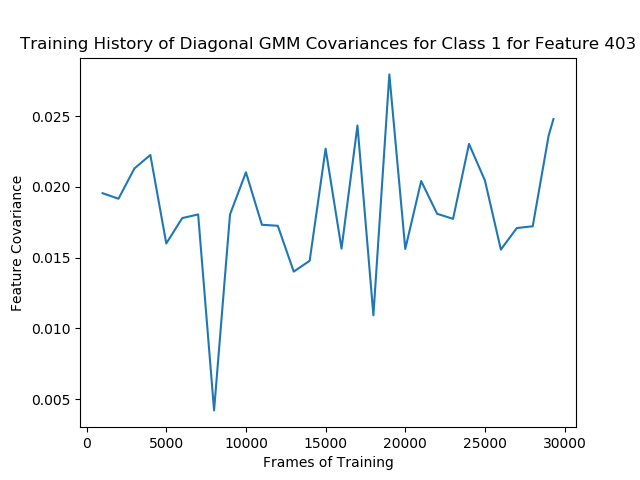 Training History of Diagonal GMM Covariances for Class 1 for Feature 403
0.025
0.020
0.015
0.010
0.005
Feature Covariance
0 5000 10000 15000 20000 25000 30000
Frames of Training